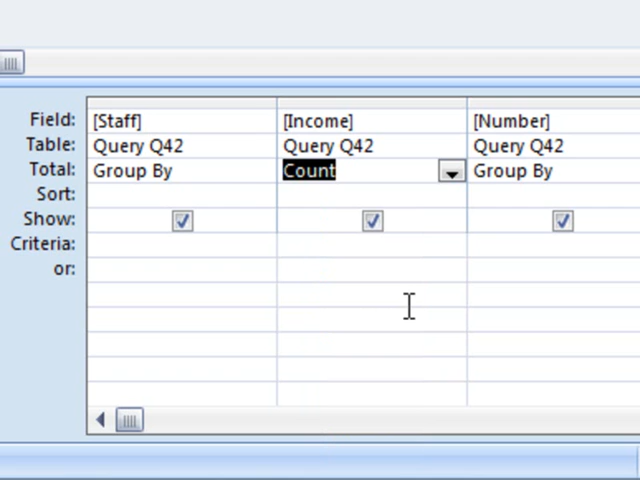 Field: [Staff] [Income] [Number]
Table: Query Q42 Query Q42 Query Q42
Total: Group By Count Group By
Sort:
Show:
Criteria:
or: